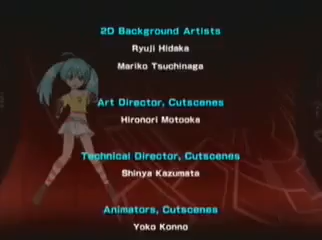 2D Background Artists
Ryuji Hidaka
Mariko Tsuchinaga
Art Director, Cutscenes
Hironori Motooka
Technical Director, Cutscenes
Shinya Kazumata
Animators, Cutscenes
Yoko Konno